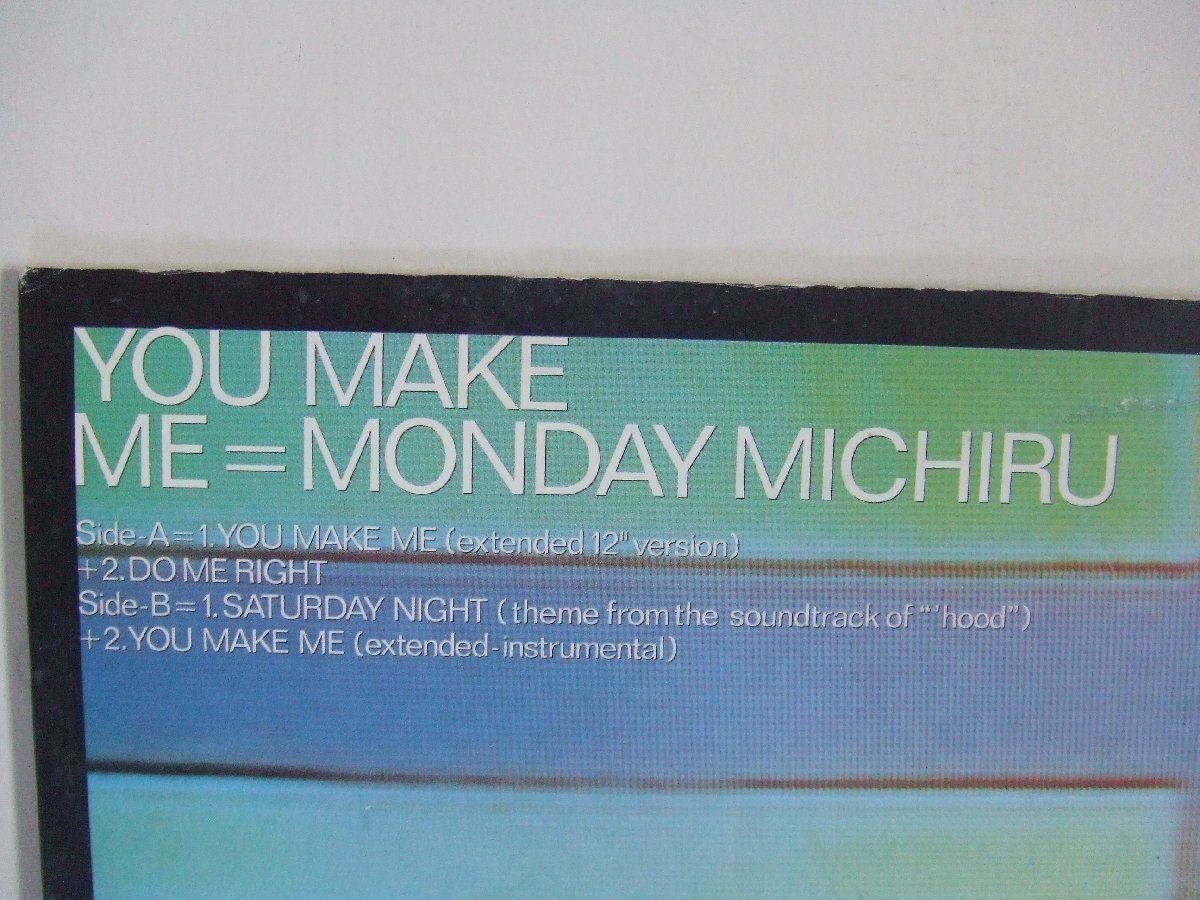 YOU MAKE
ME=MONDAY MICHIRU
Side-A=1.YOU MAKE ME (extended 12" version)
+2.DO ME RIGHT
Side-B=1.SATURDAY NIGHT (theme from the soundtrack of “’hood”)
+2.YOU MAKE ME (extended-instrumental)